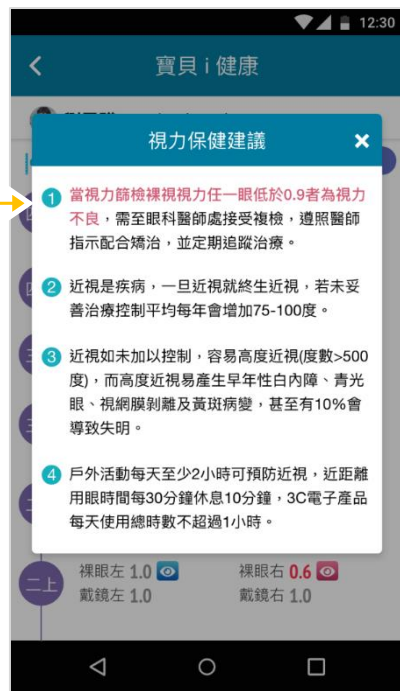 12:30
寶貝 i 健康
視力保健建議
1 當視力篩檢裸視視力任一眼低於0.9者為視力
不良，需至眼科醫師處接受複檢，遵照醫師
指示配合矯治，並定期追蹤治療。
2 近視是疾病，一旦近視就終生近視，若未妥
善治療控制平均每年會增加75-100度。
3 近視如未加以控制，容易高度近視(度數>500
度)，而高度近視易產生早年性白內障、青光
眼、視網膜剝離及黃斑病變，甚至有10%會
導致失明。
4 戶外活動每天至少2小時可預防近視，近距離
用眼時間每30分鐘休息10分鐘，3C電子產品
每天使用總時數不超過1小時。
二上 裸眼左 1.0 裸眼右 0.6
戴鏡左 1.0 戴鏡右 1.0